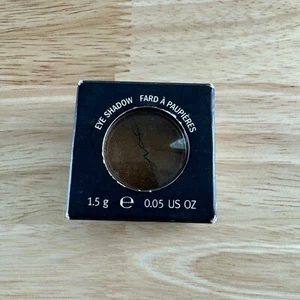 EYE SHADOW FARD À PAUPIÈRES
1.5 g e 0.05 US OZ